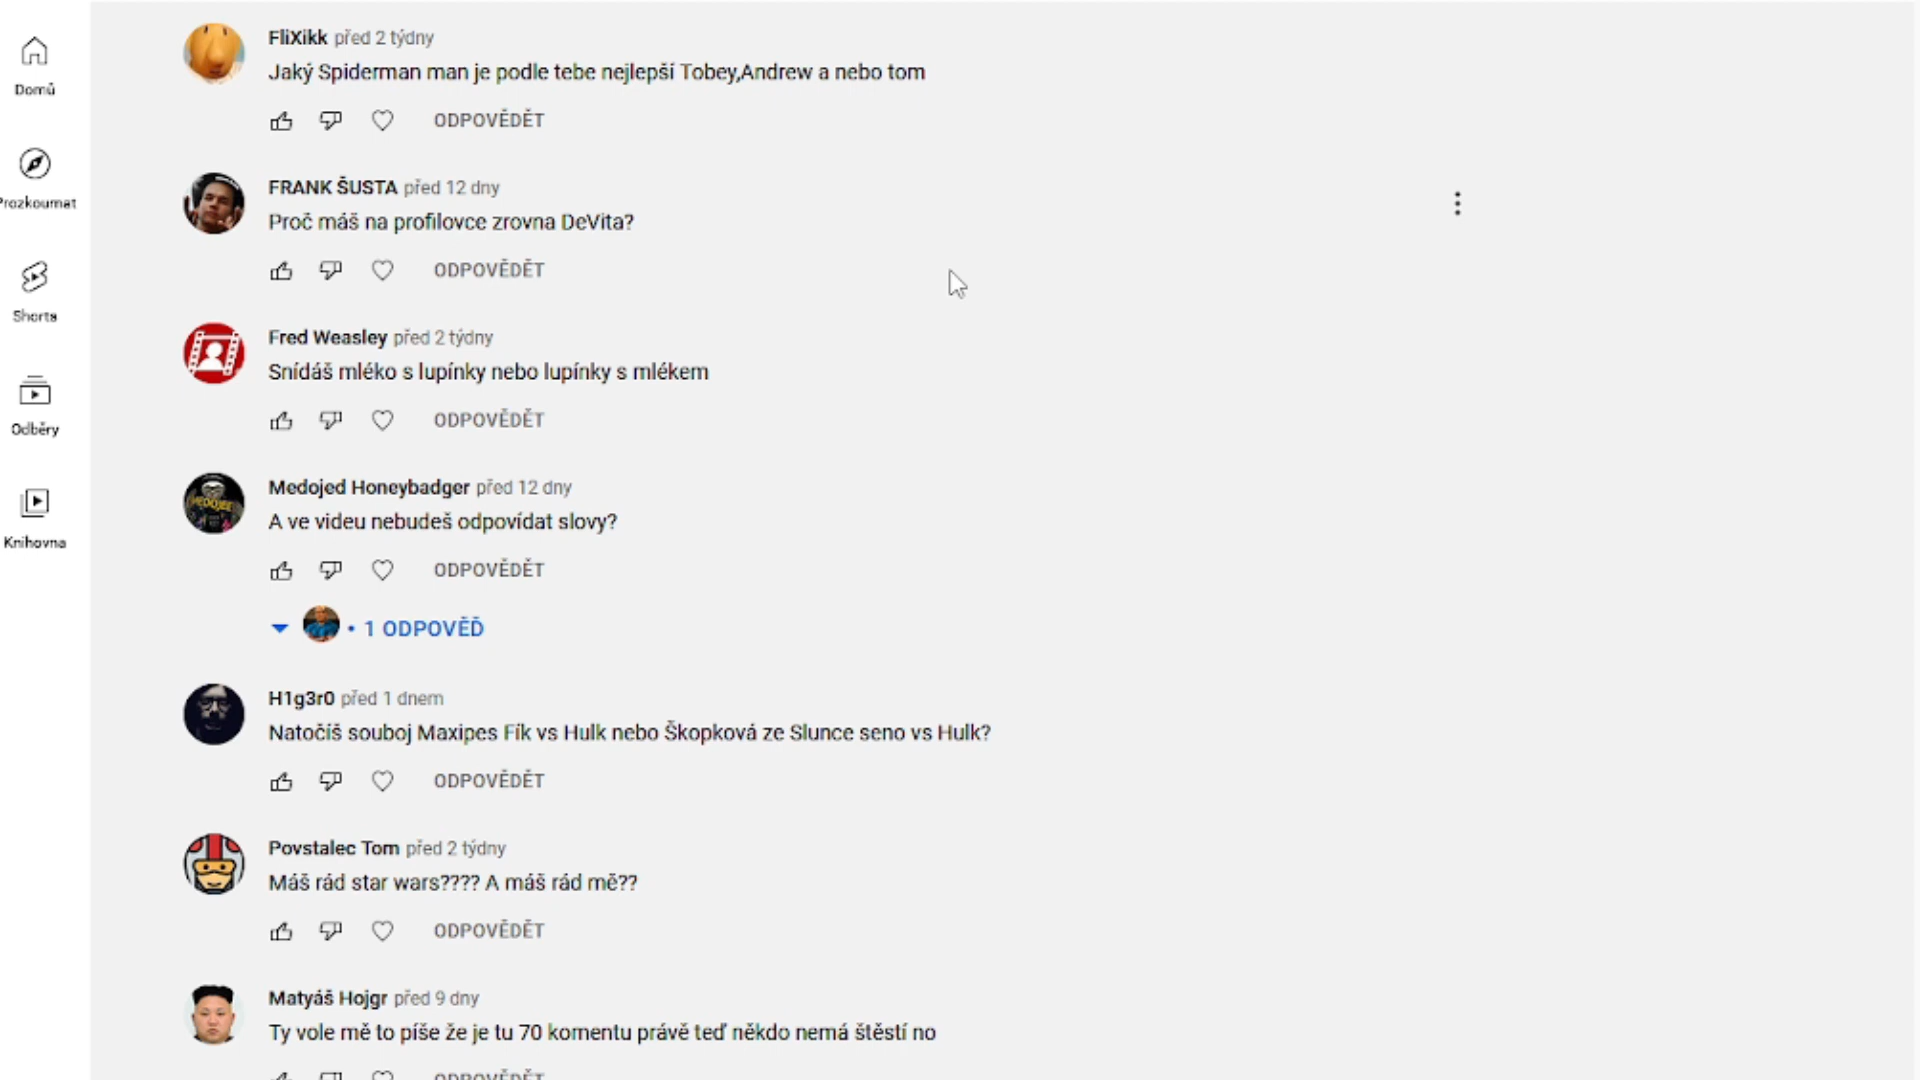 Domů
Prozkoumat
Shorts
Odběry
Knihovna
FliXikk před 2 týdny
Jaký Spiderman man je podle tebe nejlepší Tobey,Andrew a nebo tom
ODPOVĚDĚT
FRANK ŠUSTA před 12 dny
Proč máš na profilovce zrovna DeVita?
ODPOVĚDĚT
Fred Weasley před 2 týdny
Snídáš mléko s lupínky nebo lupínky s mlékem
ODPOVĚDĚT
Medojed Honeybadger před 12 dny
A ve videu nebudeš odpovídat slovy?
ODPOVĚDĚT
• 1 ODPOVĚĎ
H1g3r0 před 1 dnem
Natočíš souboj Maxipes Fík vs Hulk nebo Škopková ze Slunce seno vs Hulk?
ODPOVĚDĚT
Povstalec Tom před 2 týdny
Máš rád star wars???? A máš rád mě??
ODPOVĚDĚT
Matyáš Hojgr před 9 dny
Ty vole mě to píše že je tu 70 komentu právě teď někdo nemá štěstí no
ODPOVĚDĚT